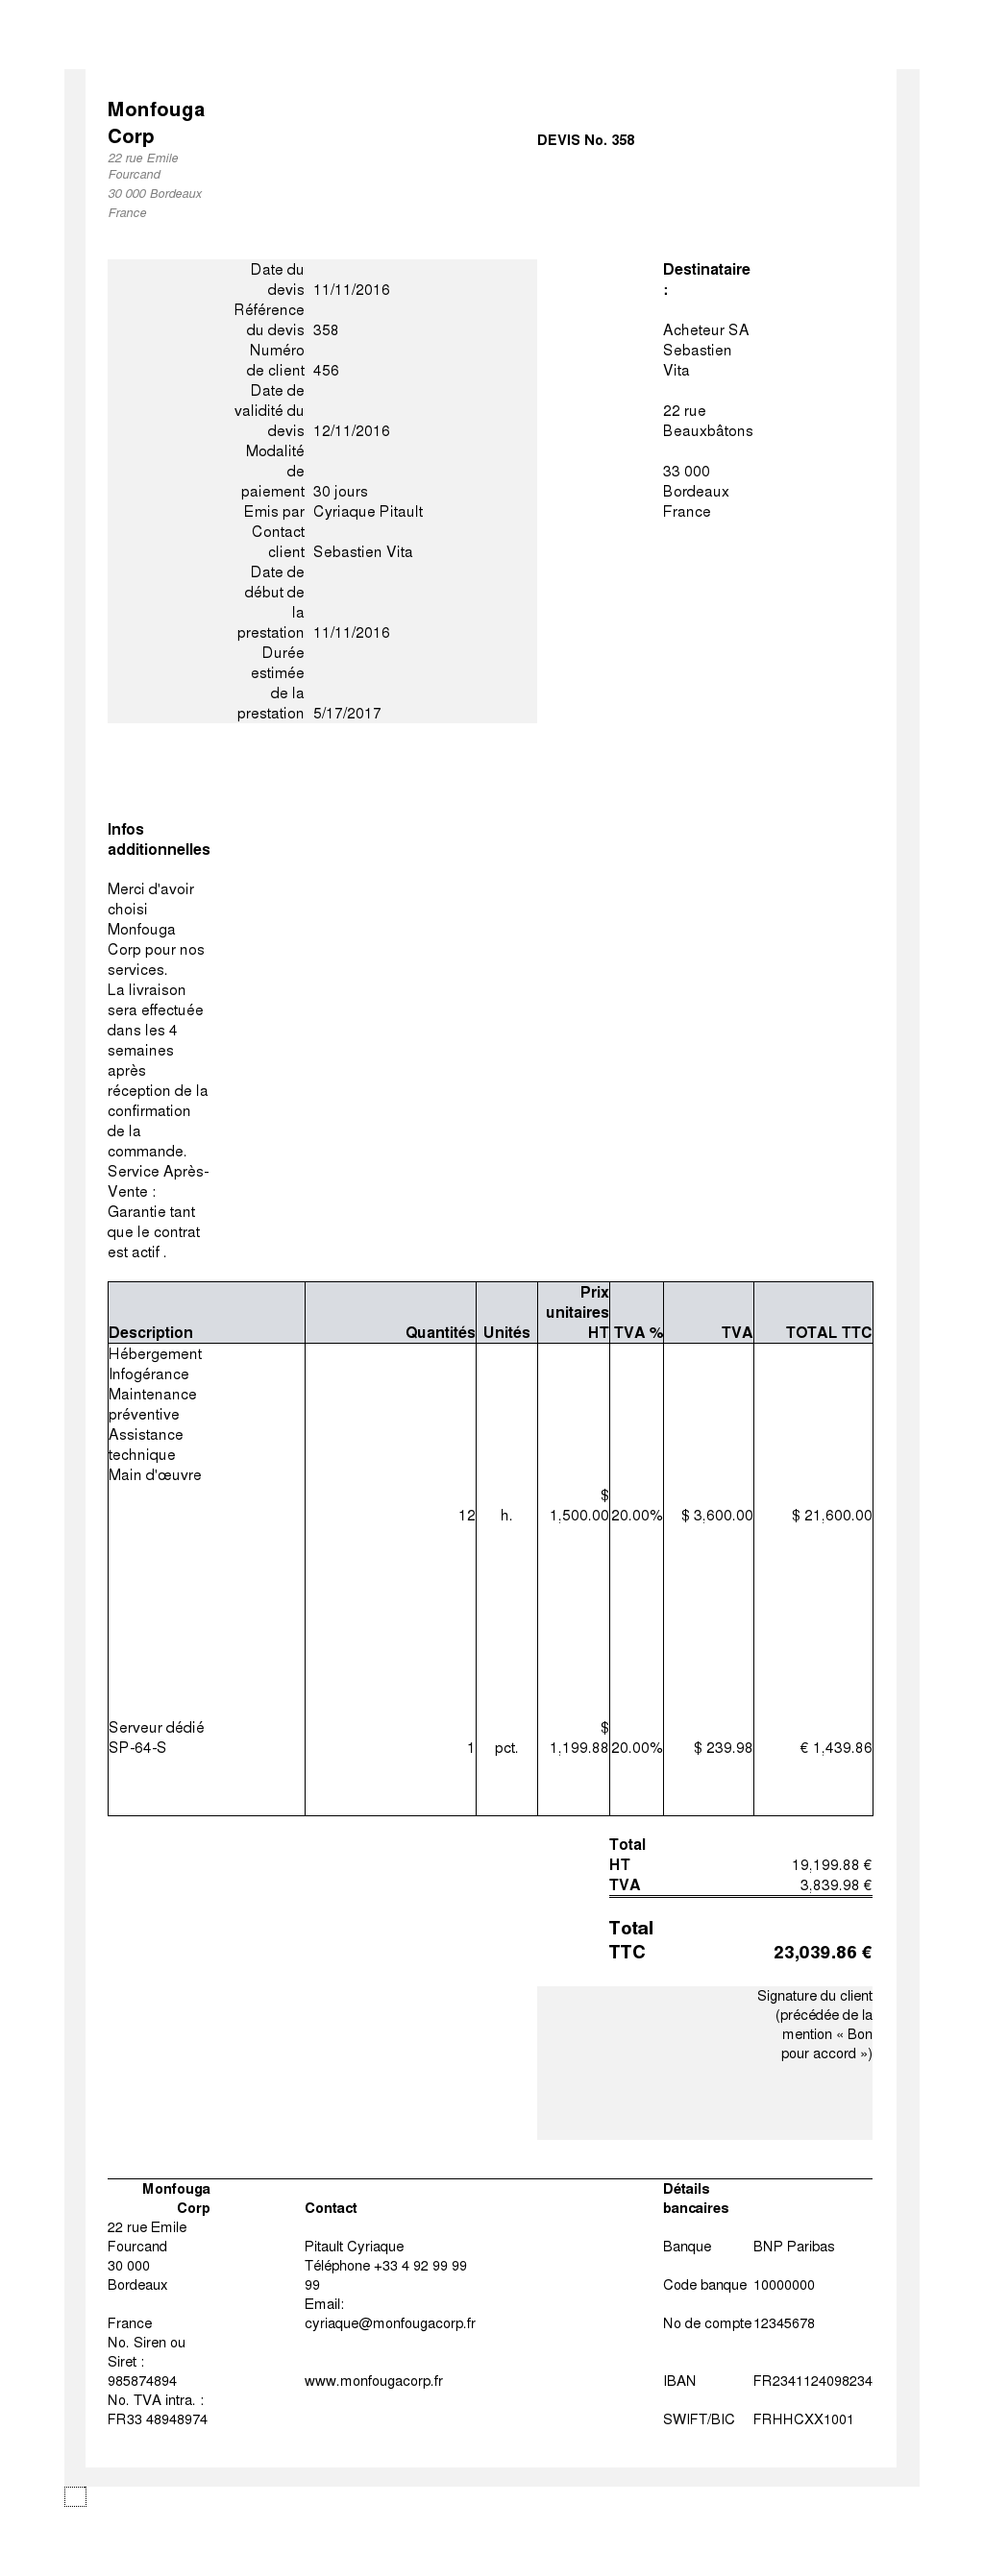 Monfouga
Corp
DEVIS No. 358
22 rue Emile
Fourcand
30 000 Bordeaux
France
Date du
devis 11/11/2016
Référence
du devis 358
Numéro
de client 456
Date de
validité du
devis 12/11/2016
Modalité
de
paiement 30 jours
Emis par Cyriaque Pitault
Contact
client Sebastien Vita
Date de
début de
la
prestation 11/11/2016
Durée
estimée
de la
prestation 5/17/2017
Destinataire
:
Acheteur SA
Sebastien
Vita
22 rue
Beauxbâtons
33 000
Bordeaux
France
Infos
additionnelles
Merci d'avoir
choisi
Monfouga
Corp pour nos
services.
La livraison
sera effectuée
dans les 4
semaines
après
réception de la
confirmation
de la
commande.
Service Après-
Vente :
Garantie tant
que le contrat
est actif .
Prix
unitaires
Description Quantités Unités HT TVA % TVA TOTAL TTC
Hébergement
Infogérance
Maintenance
préventive
Assistance
technique
Main d'œuvre
$
12 h. 1,500.00 20.00% $ 3,600.00 $ 21,600.00
Serveur dédié $
SP-64-S 1 pct. 1,199.88 20.00% $ 239.98 € 1,439.86
Total
HT 19,199.88 €
TVA 3,839.98 €
Total
TTC 23,039.86 €
Signature du client
(précédée de la
mention « Bon
pour accord »)
Monfouga
Corp
22 rue Emile
Fourcand
30 000
Bordeaux
France
No. Siren ou
Siret :
985874894
No. TVA intra. :
FR33 48948974
Contact
Pitault Cyriaque
Téléphone +33 4 92 99 99
99
Email:
cyriaque@monfougacorp.fr
www.monfougacorp.fr
Détails
bancaires
Banque BNP Paribas
Code banque 10000000
No de compte 12345678
IBAN FR2341124098234
SWIFT/BIC FRHHCXX1001